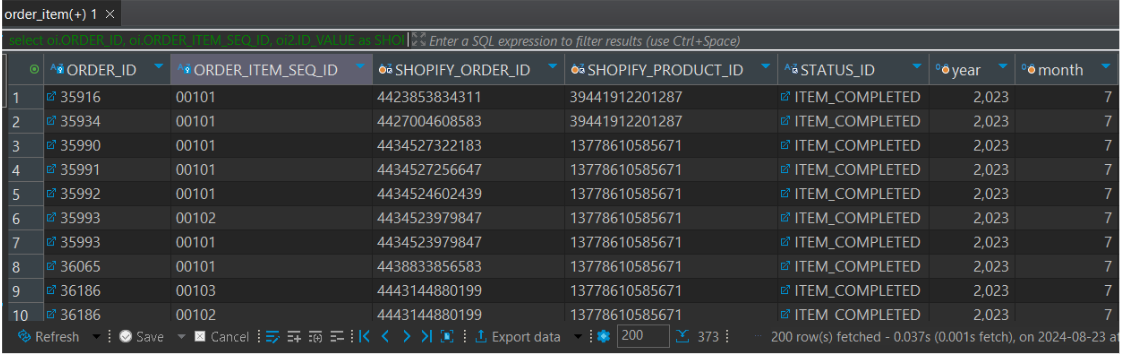 order_item(+) 1 ×
select oi.ORDER_ID, oi.ORDER_ITEM_SEQ_ID, oi2.ID_VALUE as SHOI Enter a SQL expression to filter results (use Ctrl+Space)
ORDER_ID ORDER_ITEM_SEQ_ID SHOPIFY_ORDER_ID SHOPIFY_PRODUCT_ID STATUS_ID year month
1 35916 00101 4423853834311 39441912201287 ITEM_COMPLETED 2,023 7
2 35934 00101 4427004608583 39441912201287 ITEM_COMPLETED 2,023 7
3 35990 00101 4434527322183 13778610585671 ITEM_COMPLETED 2,023 7
4 35991 00101 4434527256647 13778610585671 ITEM_COMPLETED 2,023 7
5 35992 00101 4434524602439 13778610585671 ITEM_COMPLETED 2,023 7
6 35993 00102 4434523979847 13778610585671 ITEM_COMPLETED 2,023 7
7 35993 00101 4434523979847 13778610585671 ITEM_COMPLETED 2,023 7
8 36065 00101 4438833856583 13778610585671 ITEM_COMPLETED 2,023 7
9 36186 00103 4443144880199 13778610585671 ITEM_COMPLETED 2,023 7
10 36186 00102 4443144880199 13778610585671 ITEM_COMPLETED 2,023 7
Refresh Save Cancel Export data 200 373 200 row(s) fetched - 0.037s (0.001s fetch), on 2024-08-23 at